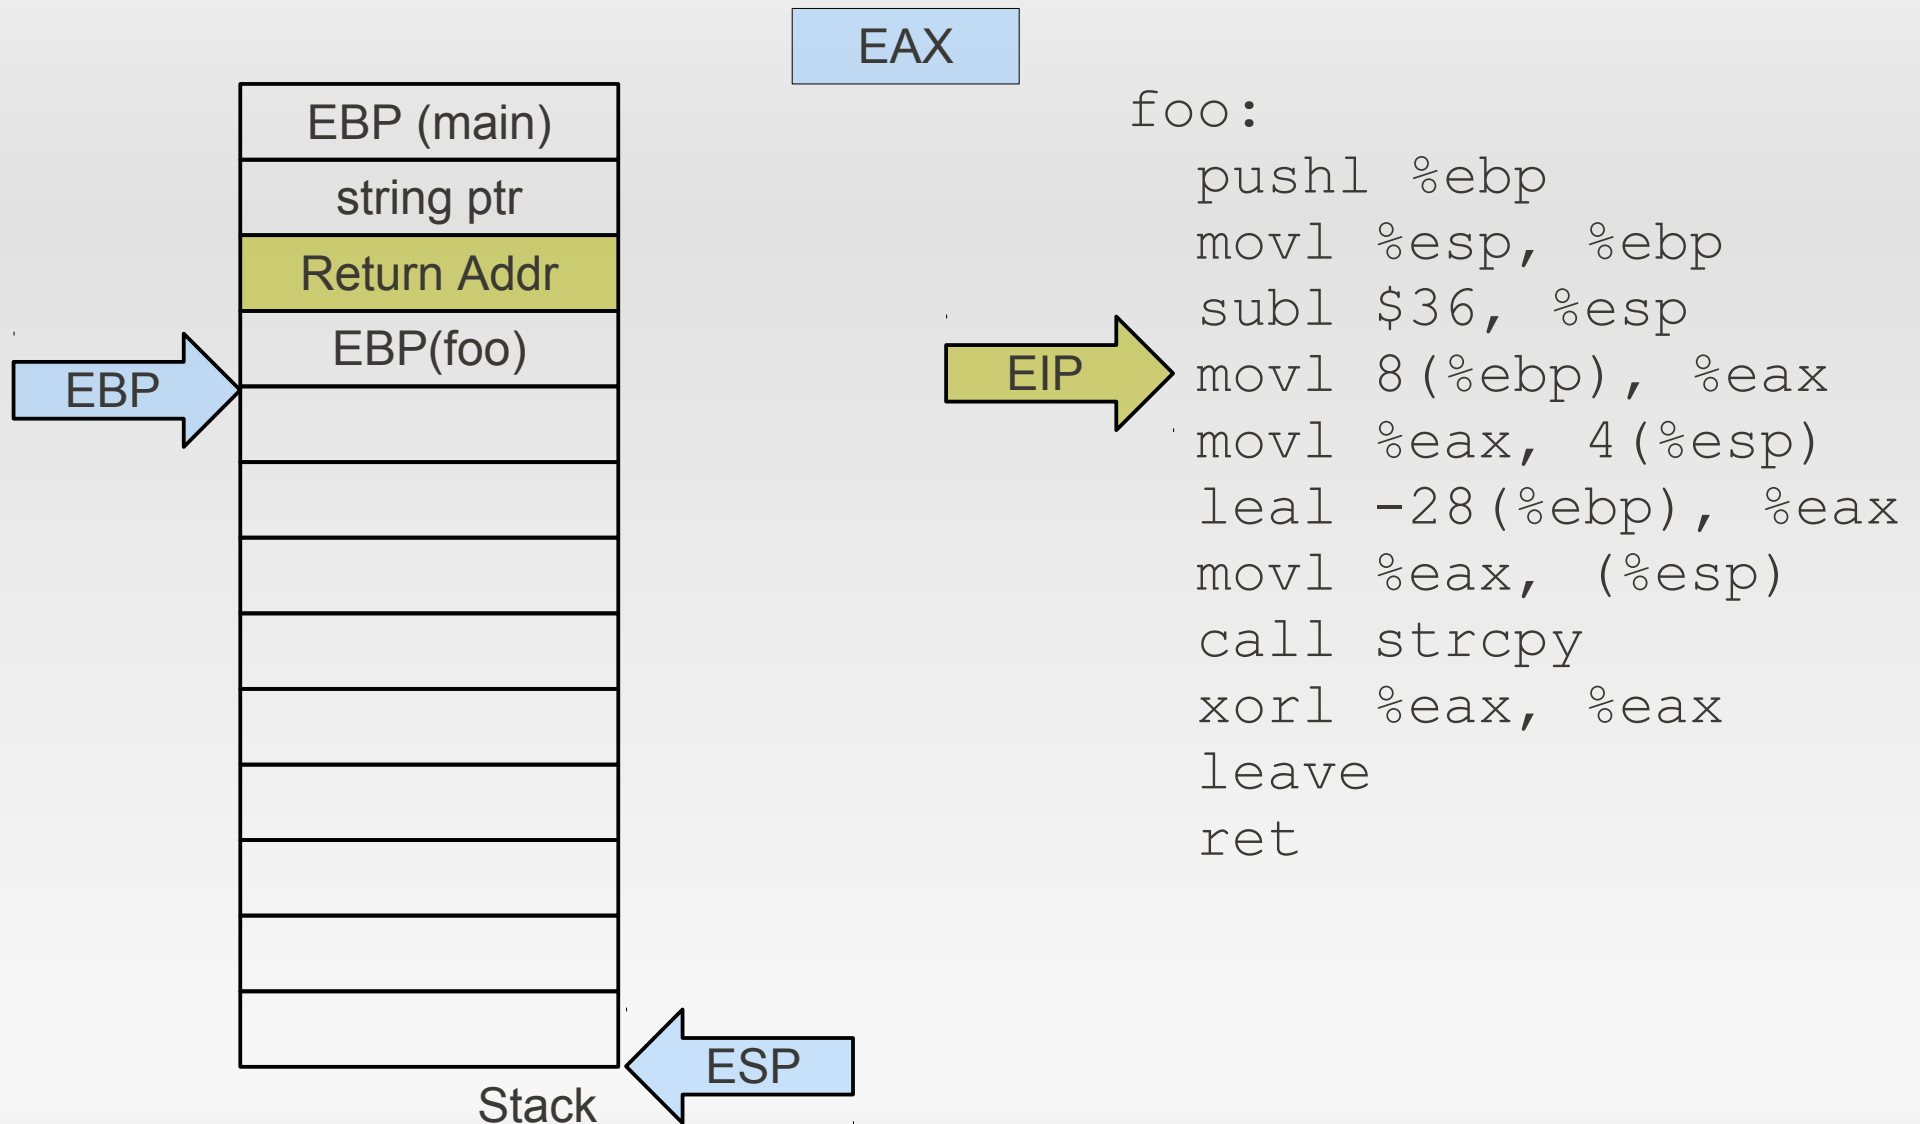 EAX
EBP (main)
string ptr
Return Addr
EBP(foo)
EBP
ESP
Stack
EIP
foo:
pushl %ebp
movl %esp, %ebp
subl $36, %esp
movl 8(%ebp), %eax
movl %eax, 4(%esp)
leal -28(%ebp), %eax
movl %eax, (%esp)
call strcpy
xorl %eax, %eax
leave
ret